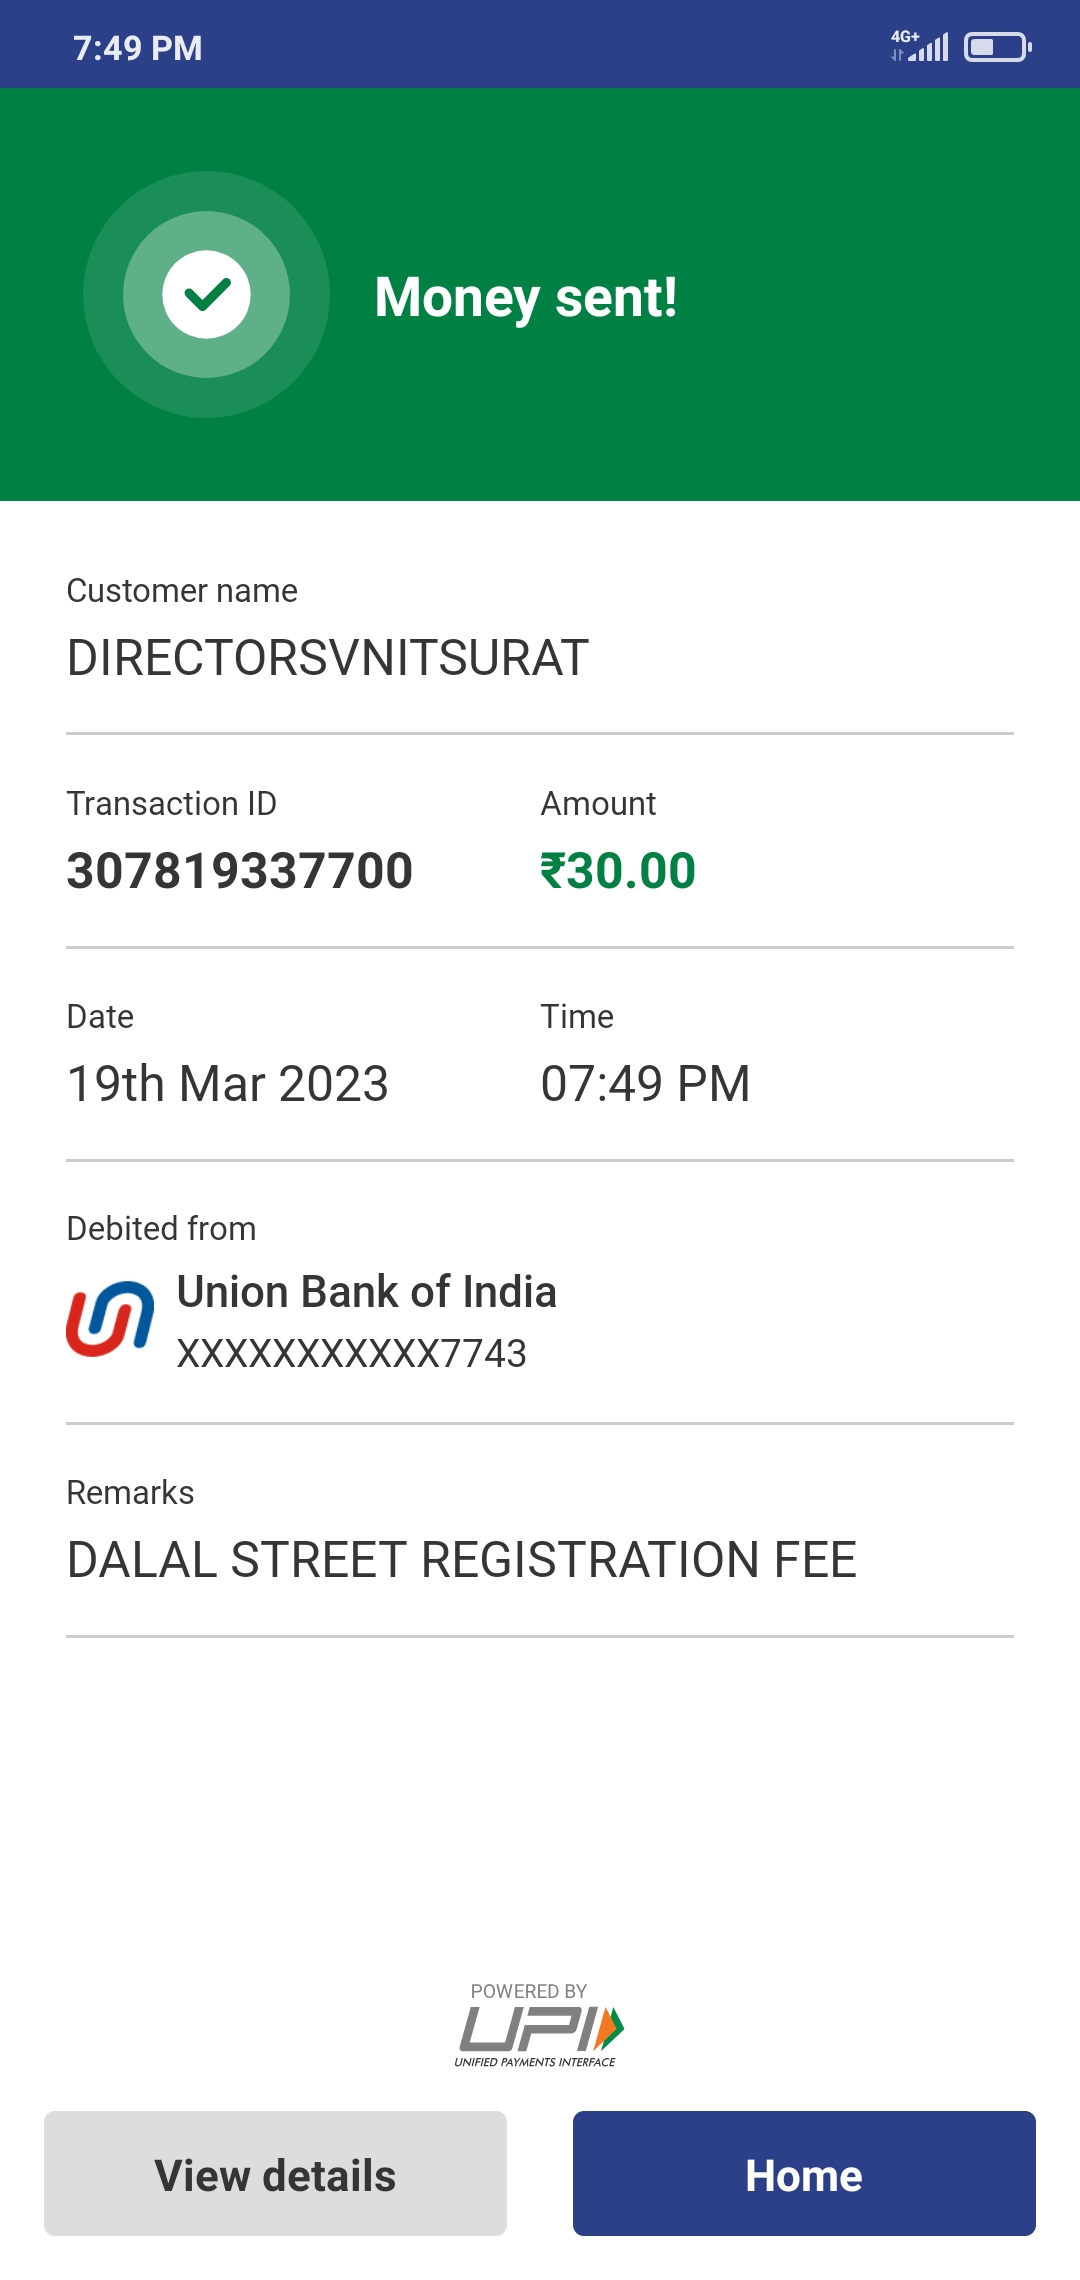 7:49 PM
4G+
Money sent!
Customer name
DIRECTORSVNITSURAT
Transaction ID
Amount
307819337700
₹30.00
Date
Time
19th Mar 2023
07:49 PM
Debited from
Union Bank of India
XXXXXXXXXXX7743
Remarks
DALAL STREET REGISTRATION FEE
POWERED BY
UPI
UNIFIED PAYMENTS INTERFACE
View details
Home